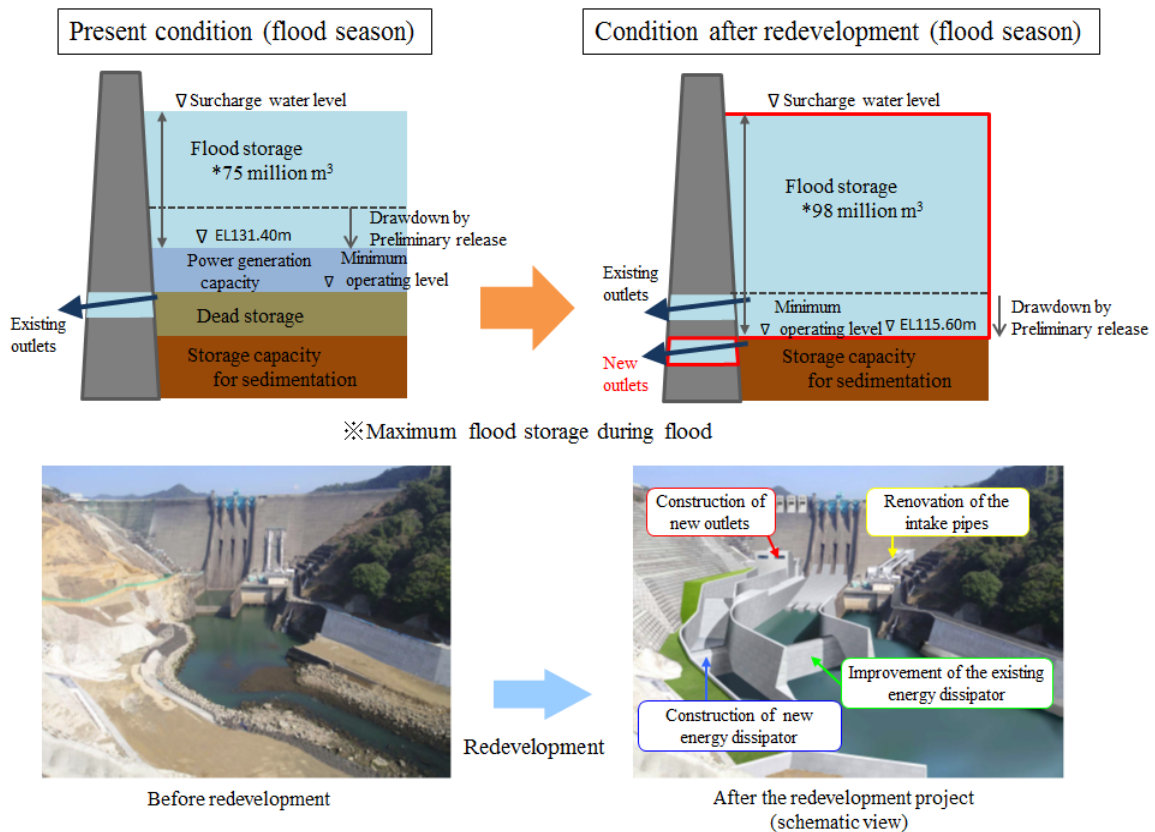 Present condition (flood season)
∇ Surcharge water level
Flood storage
*75 million m³
Drawdown by
Preliminary release
∇ EL131.40m
Power generation
capacity
Minimum
∇ operating level
Existing
outlets
Dead storage
Storage capacity
for sedimentation
Condition after redevelopment (flood season)
∇ Surcharge water level
Flood storage
*98 million m³
Existing
outlets
Minimum
∇ operating level
∇ EL115.60m
Drawdown by
Preliminary release
New
outlets
Storage capacity
for sedimentation
※Maximum flood storage during flood
Before redevelopment
Redevelopment
Construction of
new outlets
Renovation of the
intake pipes
Improvement of the existing
energy dissipator
Construction of new
energy dissipator
After the redevelopment project
(schematic view)